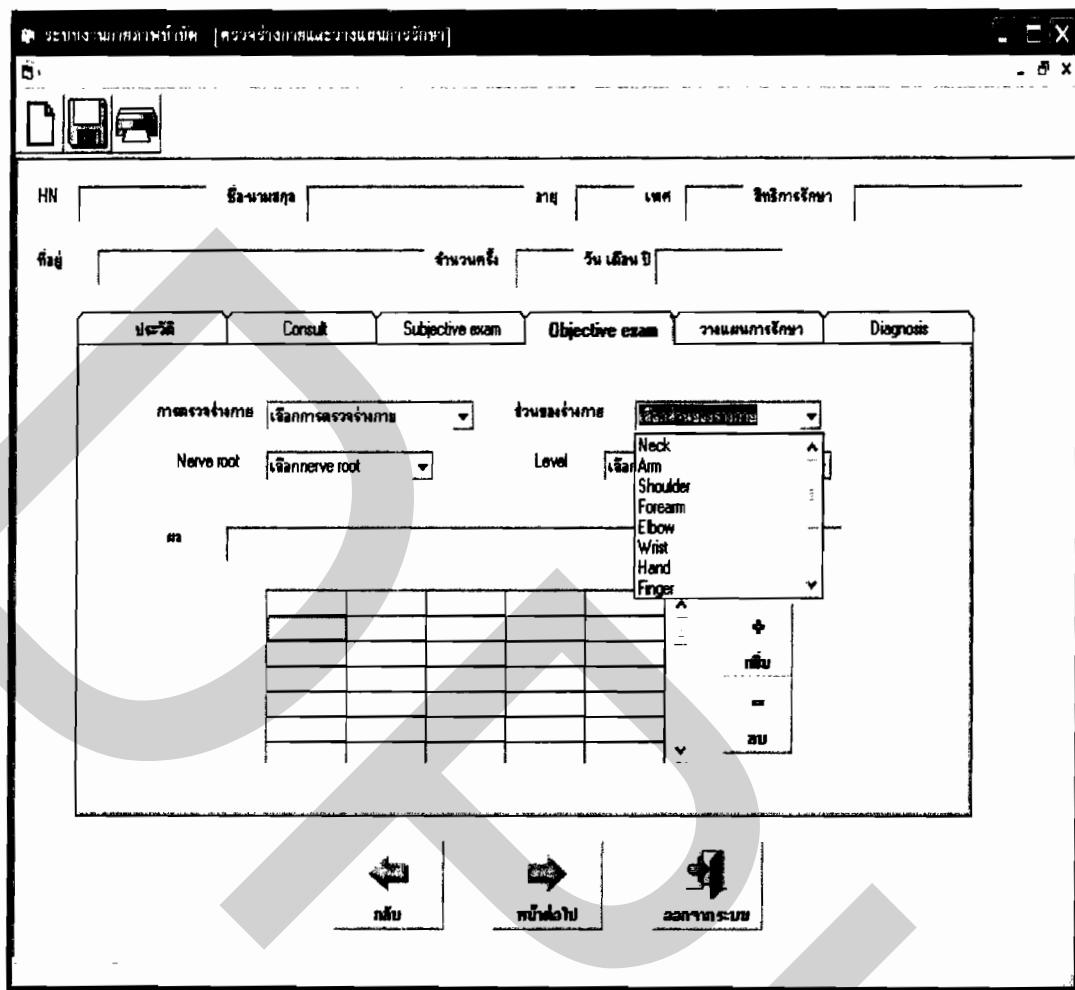 ระบบงานกายภาพบำบัด [ตรวจร่างกายและวางแผนการรักษา]
HN ชื่อ-นามสกุล อายุ เพศ สิทธิการรักษา
ที่อยู่ จำนวนครั้ง วัน เดือน ปี
ประวัติ Consult Subjective exam Objective exam วางแผนการรักษา Diagnosis
การตรวจร่างกาย เลือกการตรวจร่างกาย ส่วนของร่างกาย
Nerve root เลือกnerve root Level เลือก
Neck
Arm
Shoulder
Forearm
Elbow
Wrist
Hand
Finger
ผล
+
เพิ่ม
-
ลบ
กลับ หน้าต่อไป ออกจากระบบ